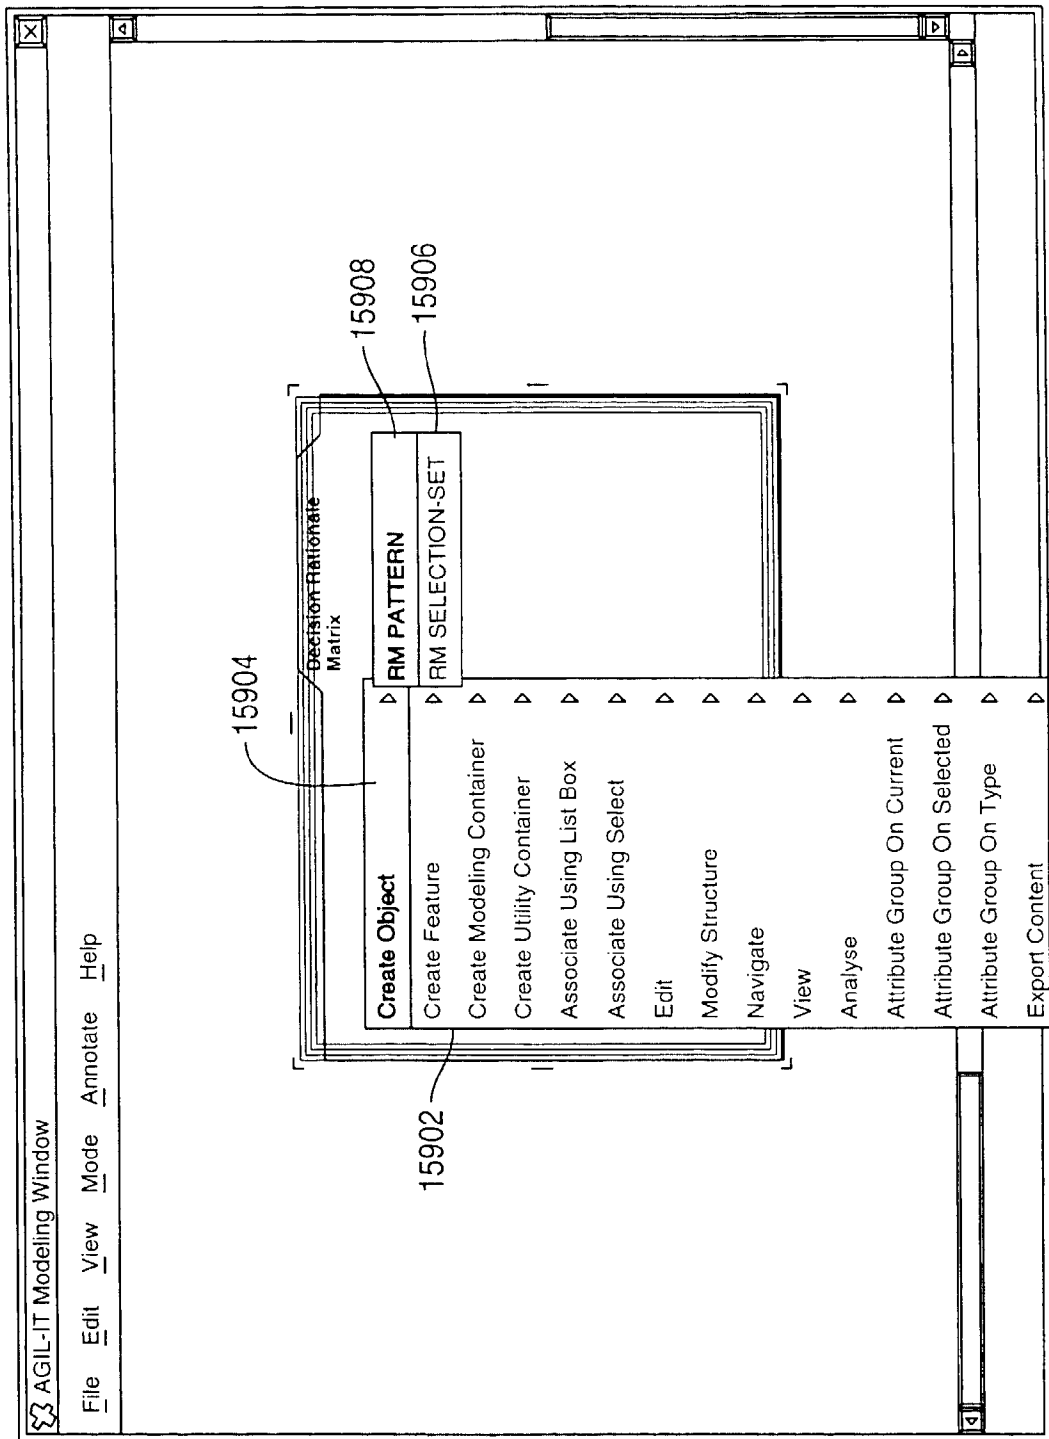 AGIL-IT Modeling Window
File Edit View Mode Annotate Help
15904
Decision Rationale
Matrix
15908
15906
RM PATTERN
RM SELECTION-SET
15902
Create Object
Create Feature
Create Modeling Container
Create Utility Container
Associate Using List Box
Associate Using Select
Edit
Modify Structure
Navigate
View
Analyse
Attribute Group On Current
Attribute Group On Selected
Attribute Group On Type
Export Content